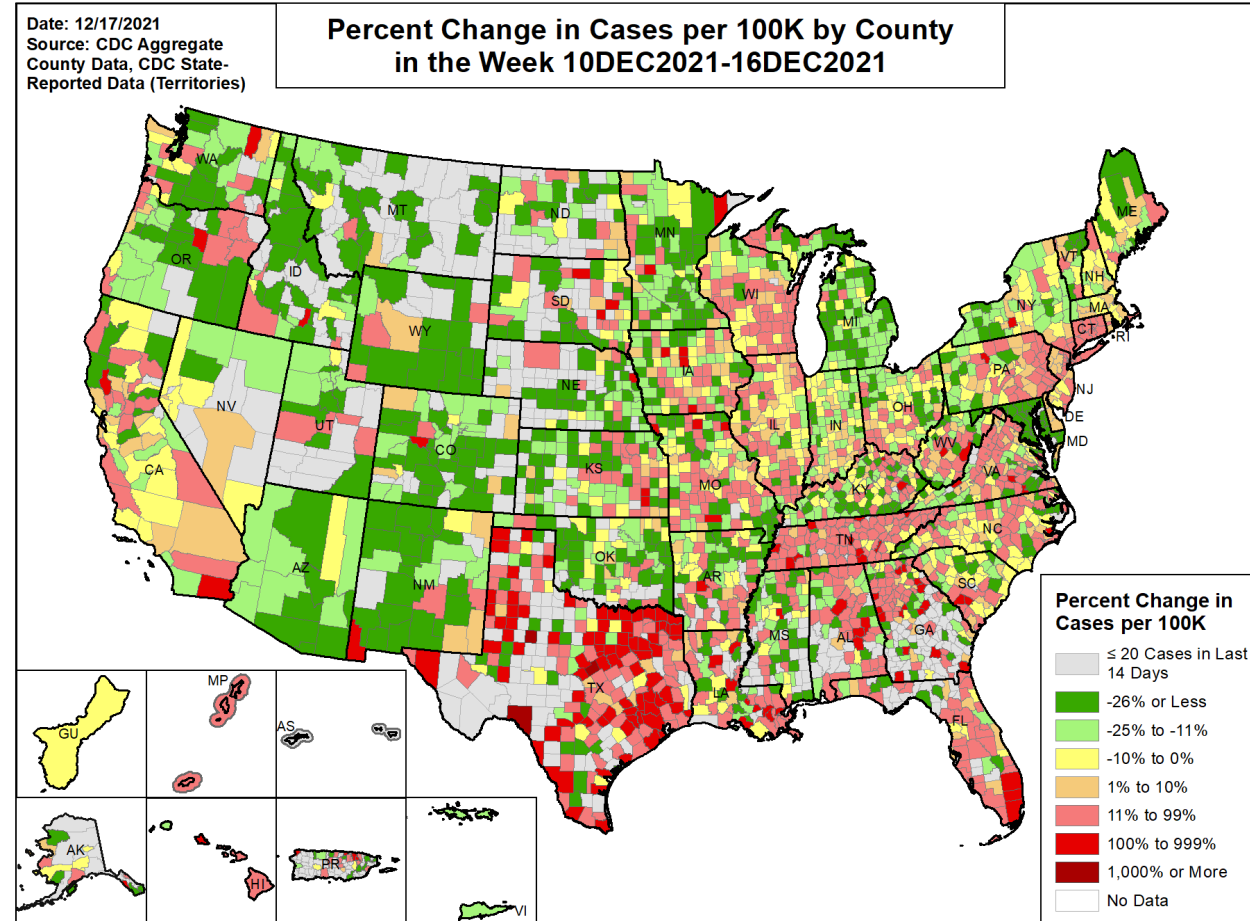 Date: 12/17/2021
Source: CDC Aggregate
County Data, CDC State-
Reported Data (Territories)
Percent Change in Cases per 100K by County
in the Week 10DEC2021-16DEC2021
WA
MT
ND
MN
ME
OR
ID
SD
WI
VT
NH
NY
MA
CT
RI
WY
MI
IA
PA
NJ
NE
NV
UT
CO
IL
IN
OH
DE
MD
WV
VA
CA
KS
MO
KY
NC
TN
AZ
NM
OK
AR
SC
MS
AL
GA
TX
LA
FL
GU
MP
AS
AK
HI
PR
VI
Percent Change in
Cases per 100K
≤ 20 Cases in Last
14 Days
-26% or Less
-25% to -11%
-10% to 0%
1% to 10%
11% to 99%
100% to 999%
1,000% or More
No Data